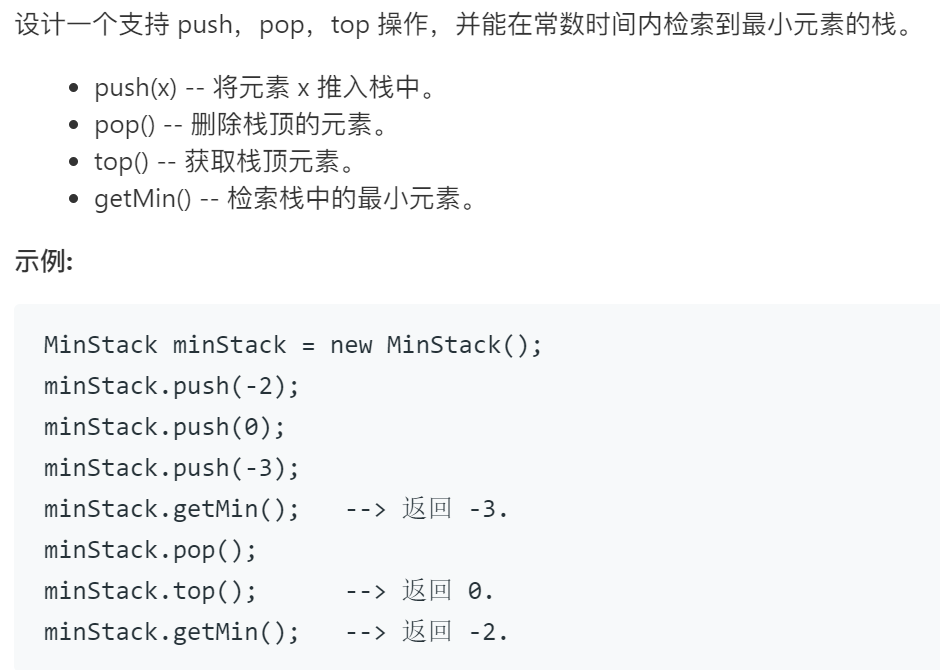 设计一个支持 push，pop，top 操作，并能在常数时间内检索到最小元素的栈。
• push(x) -- 将元素 x 推入栈中。
• pop() -- 删除栈顶的元素。
• top() -- 获取栈顶元素。
• getMin() -- 检索栈中的最小元素。
示例:
MinStack minStack = new MinStack();
minStack.push(-2);
minStack.push(0);
minStack.push(-3);
minStack.getMin();   --> 返回 -3.
minStack.pop();
minStack.top();      --> 返回 0.
minStack.getMin();   --> 返回 -2.